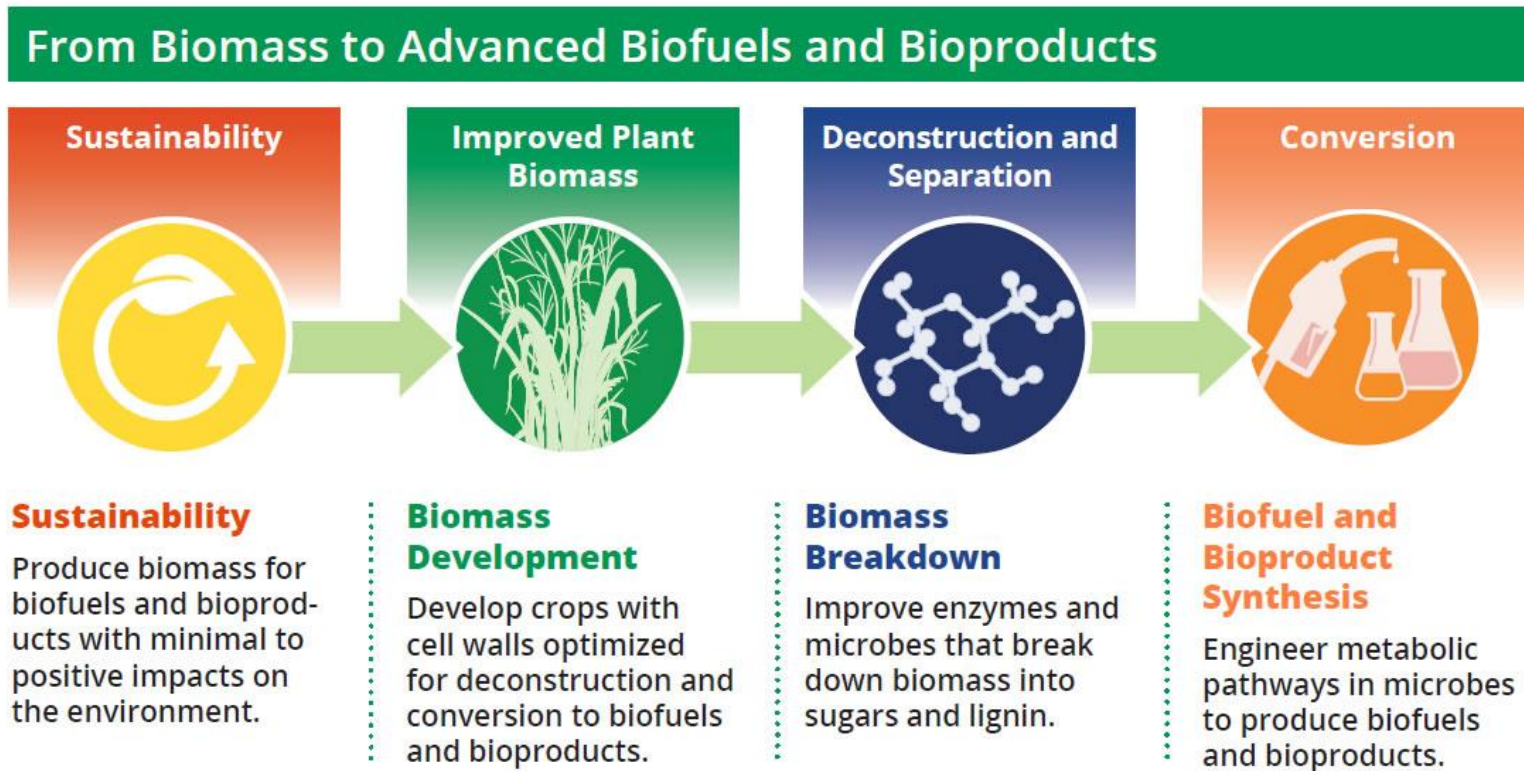 From Biomass to Advanced Biofuels and Bioproducts
Sustainability
Improved Plant
Biomass
Deconstruction and
Separation
Conversion
Sustainability
Produce biomass for
biofuels and bioprod-
ucts with minimal to
positive impacts on
the environment.
Biomass
Development
Develop crops with
cell walls optimized
for deconstruction and
conversion to biofuels
and bioproducts.
Biomass
Breakdown
Improve enzymes and
microbes that break
down biomass into
sugars and lignin.
Biofuel and
Bioproduct
Synthesis
Engineer metabolic
pathways in microbes
to produce biofuels
and bioproducts.